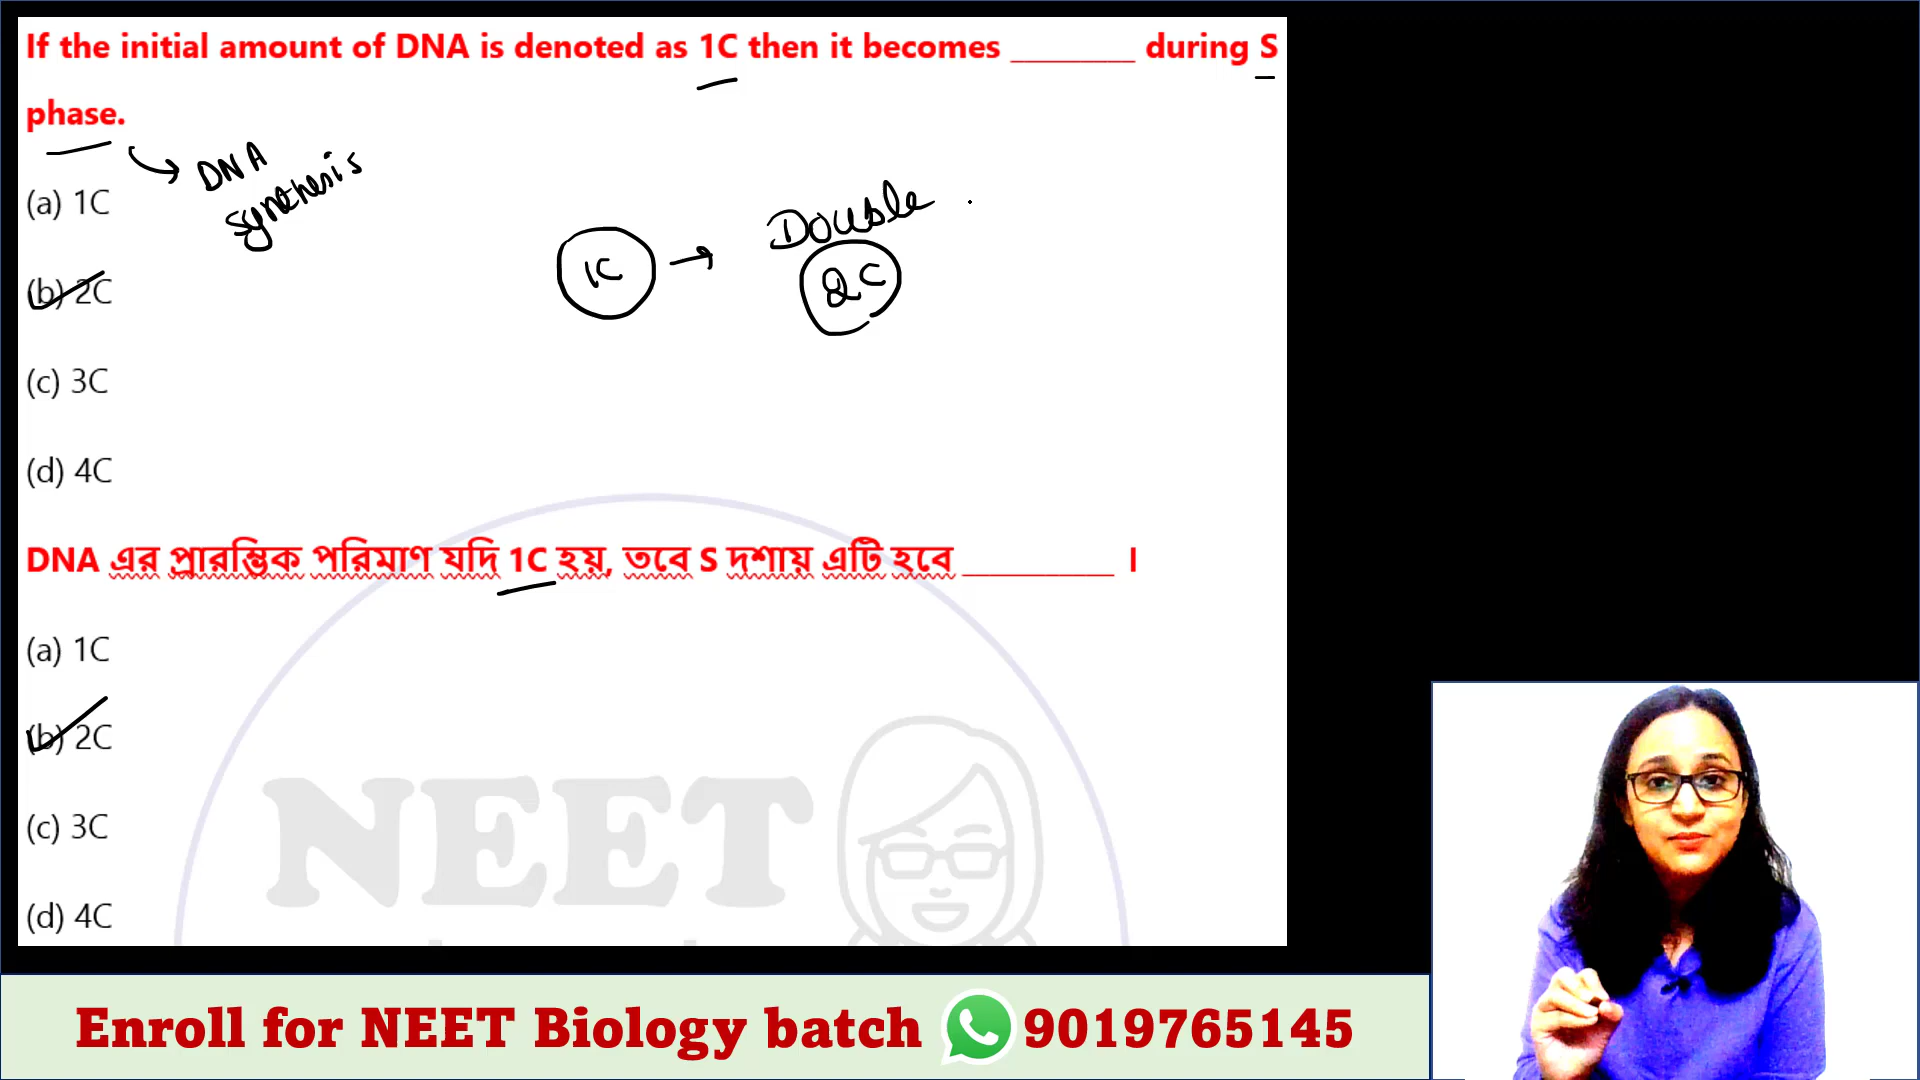 If the initial amount of DNA is denoted as 1C then it becomes ________ during S
phase.
DNA
synthesis
(a) 1C
(b) 2C
(c) 3C
(d) 4C
1C → Double
2C
DNA এর প্রারম্ভিক পরিমাণ যদি 1C হয়, তবে S দশায় এটি হবে __________ ।
(a) 1C
(b) 2C
(c) 3C
(d) 4C
NEET
Enroll for NEET Biology batch 9019765145